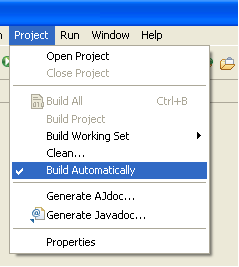 Project Run Window Help
Open Project
Close Project
Build All Ctrl+B
Build Project
Build Working Set
Clean...
Build Automatically
Generate AJdoc...
Generate Javadoc...
Properties